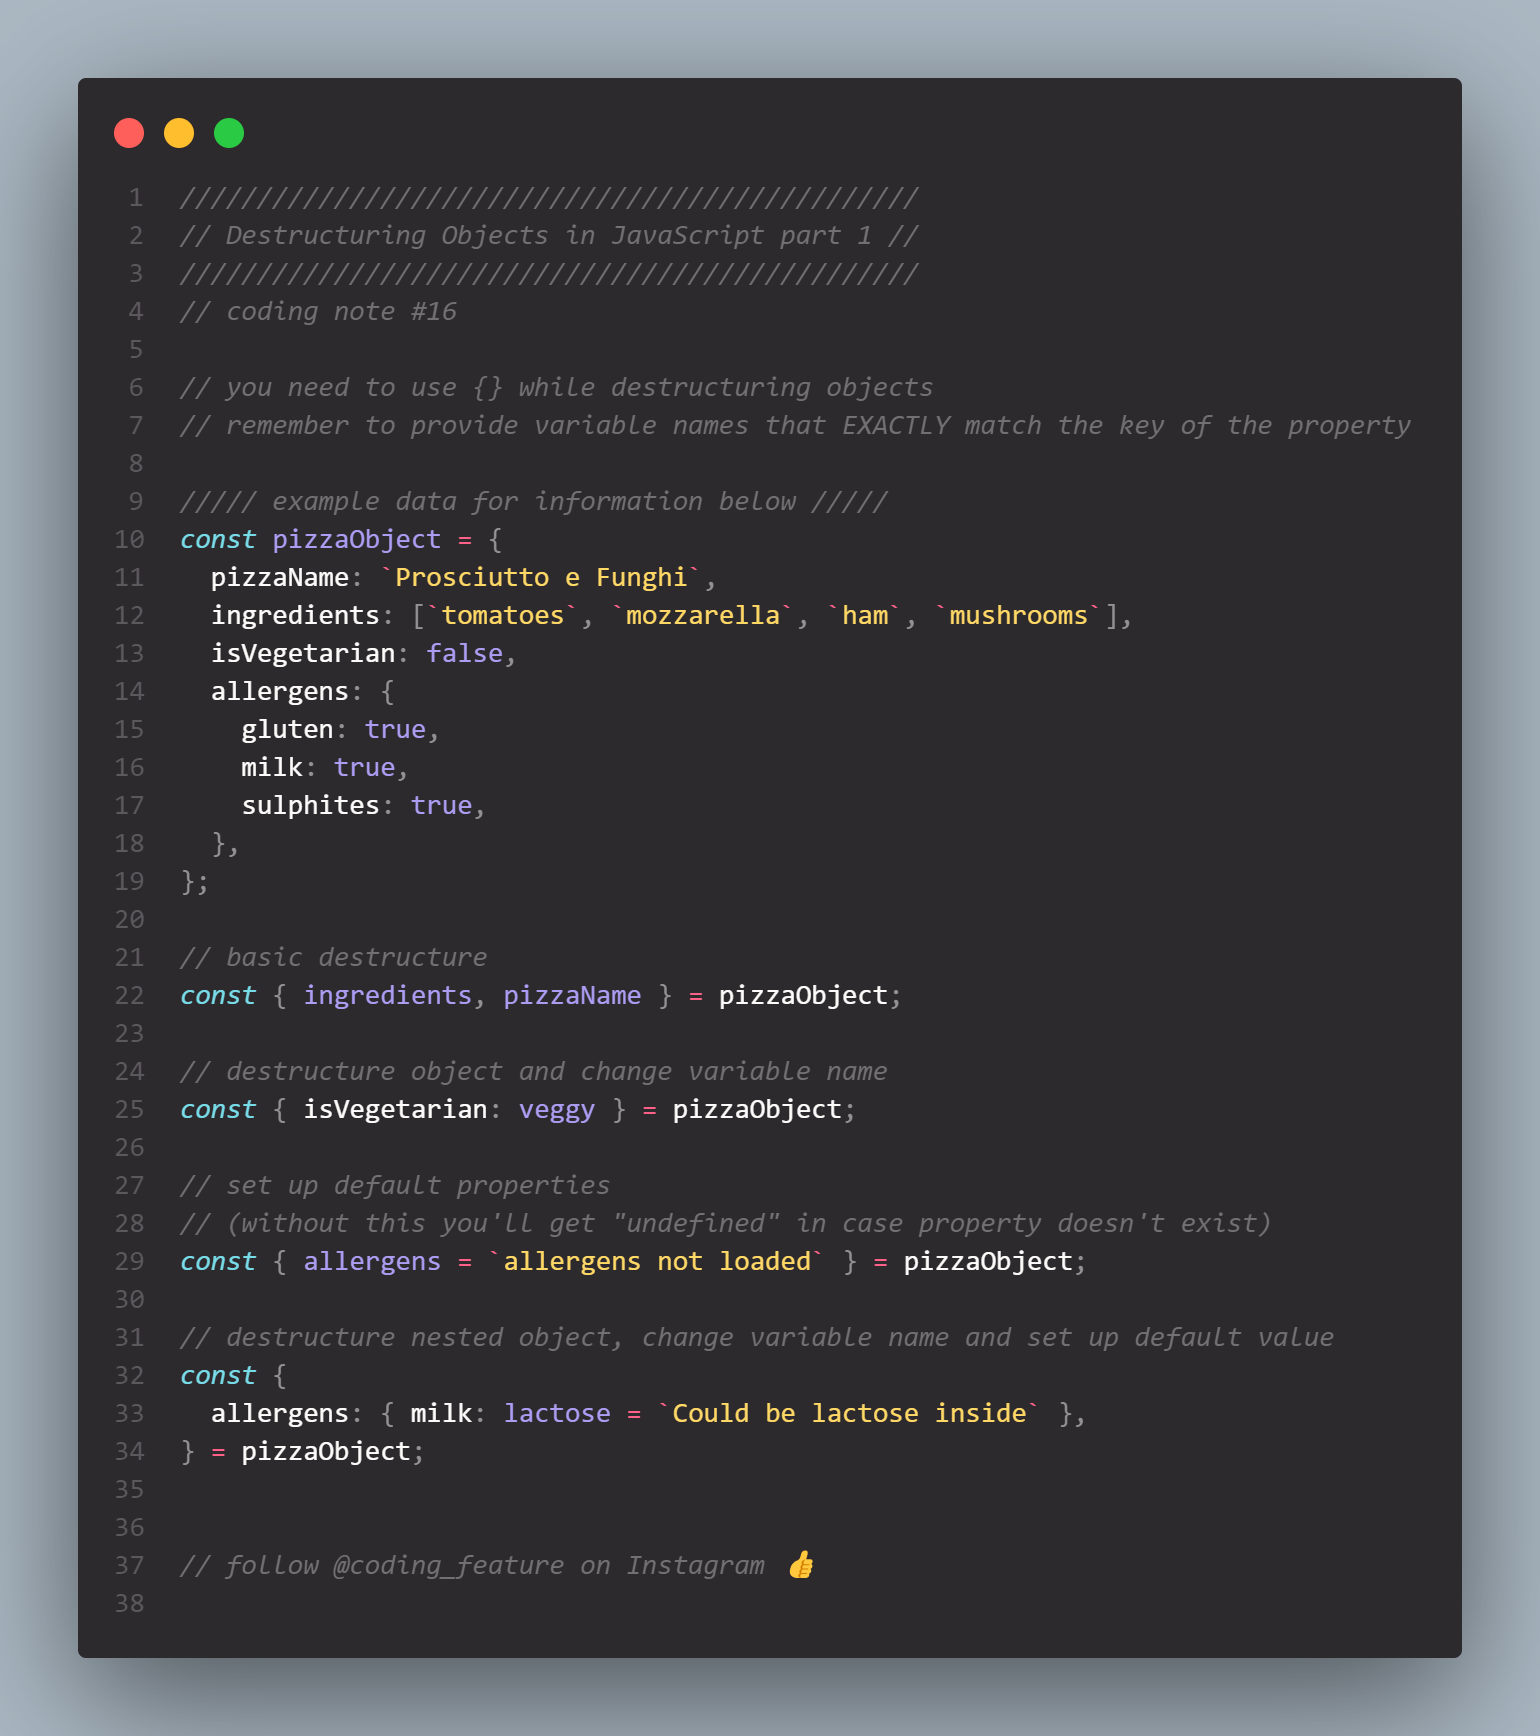 1 ////////////////////////////////////////////////
2 // Destructuring Objects in JavaScript part 1 //
3 ////////////////////////////////////////////////
4 // coding note #16
5
6 // you need to use {} while destructuring objects
7 // remember to provide variable names that EXACTLY match the key of the property
8
9 ///// example data for information below /////
10 const pizzaObject = {
11   pizzaName: `Prosciutto e Funghi`,
12   ingredients: [`tomatoes`, `mozzarella`, `ham`, `mushrooms`],
13   isVegetarian: false,
14   allergens: {
15     gluten: true,
16     milk: true,
17     sulphites: true,
18   },
19 };
20
21 // basic destructure
22 const { ingredients, pizzaName } = pizzaObject;
23
24 // destructure object and change variable name
25 const { isVegetarian: veggy } = pizzaObject;
26
27 // set up default properties
28 // (without this you'll get "undefined" in case property doesn't exist)
29 const { allergens = `allergens not loaded` } = pizzaObject;
30
31 // destructure nested object, change variable name and set up default value
32 const {
33   allergens: { milk: lactose = `Could be lactose inside` },
34 } = pizzaObject;
35
36
37 // follow @coding_feature on Instagram 👍
38